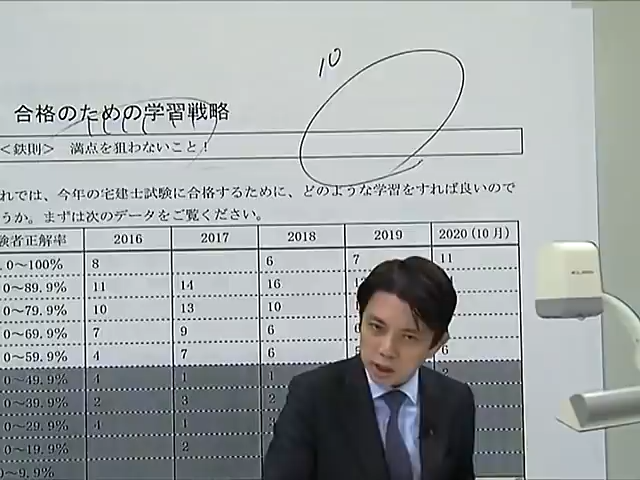 10
合格のための学習戦略
＜鉄則＞ 満点を狙わないこと！
れでは、今年の宅建士試験に合格するために、どのような学習をすれば良いので
うか。まずは次のデータをご覧ください。
験者正解率 2016 2017 2018 2019 2020 (10月)
.0～100% 8 6 7 11
0～89.9% 11 14 16
0～79.9% 10 13 10
0～69.9% 7 9 6
0～59.9% 4 7 6 6
0～49.9% 4 1 1 2
0～39.9% 2 3 2
0～29.9% 4 1
0～19.9% 2
0～9.9%